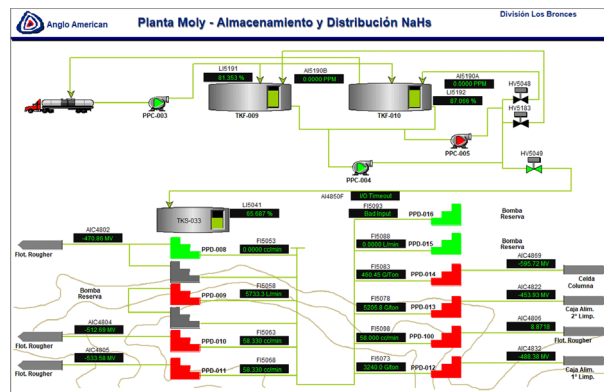 Anglo American
Planta Moly - Almacenamiento y Distribución NaHs
División Los Bronces
LI5191
81.353 %
AI5190B
0.0000 PPM
AI5190A
0.0000 PPM
LI5192
87.066 %
HV5048
HV5183
PPC-003
TKF-009
TKF-010
PPC-005
PPC-004
HV5049
AI4850F
I/O Timeout
LI5041
65.687 %
TKS-033
FI5093
Bad Input
PPD-016
Bomba
Reserva
AIC4802
-470.86 MV
Flot. Rougher
PPD-008
FI5053
0.0000 cc/min
FI5088
0.0000 L/min
PPD-015
Bomba
Reserva
FI5083
460.45 G/Ton
PPD-014
AIC4869
-595.72 MV
Celda
Columna
Bomba
Reserva
PPD-009
FI5058
5733.3 L/min
FI5078
5205.8 G/ton
PPD-013
AIC4822
-453.93 MV
Caja Alim.
2° Limp.
AIC4804
-512.69 MV
Flot. Rougher
PPD-010
FI5063
58.330 cc/min
FI5098
58.000 cc/min
PPD-100
AIC4806
8.8716
Flot. Rougher
AIC4805
-533.58 MV
Flot. Rougher
PPD-011
FI5068
58.330 cc/min
FI5073
3240.0 G/ton
PPD-012
AIC4832
-488.38 MV
Caja Alim.
1° Limp.